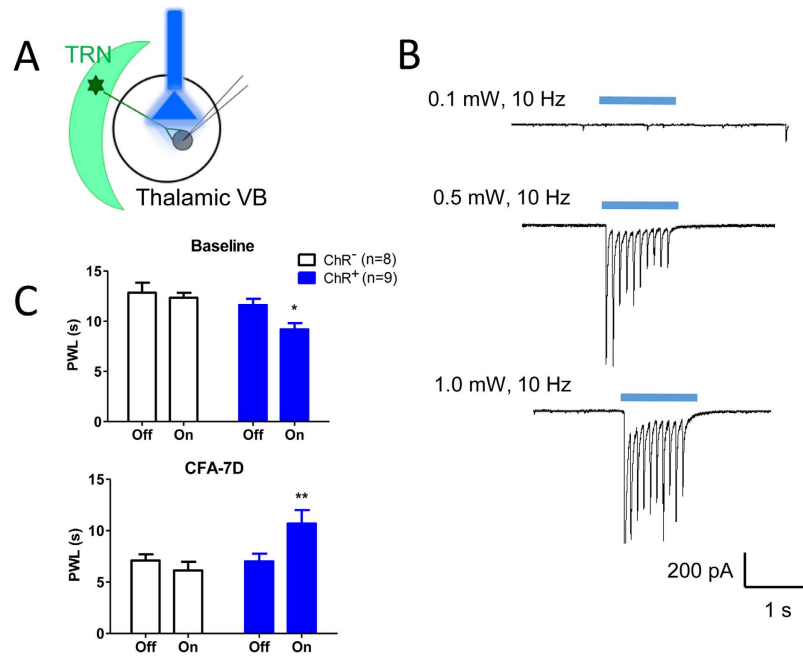 A
TRN
Thalamic VB
B
0.1 mW, 10 Hz
0.5 mW, 10 Hz
1.0 mW, 10 Hz
200 pA
1 s
C
Baseline
ChR⁻ (n=8)
ChR⁺ (n=9)
PWL (s)
15
10
5
0
*
Off On Off On
CFA-7D
PWL (s)
15
10
5
0
**
Off On Off On